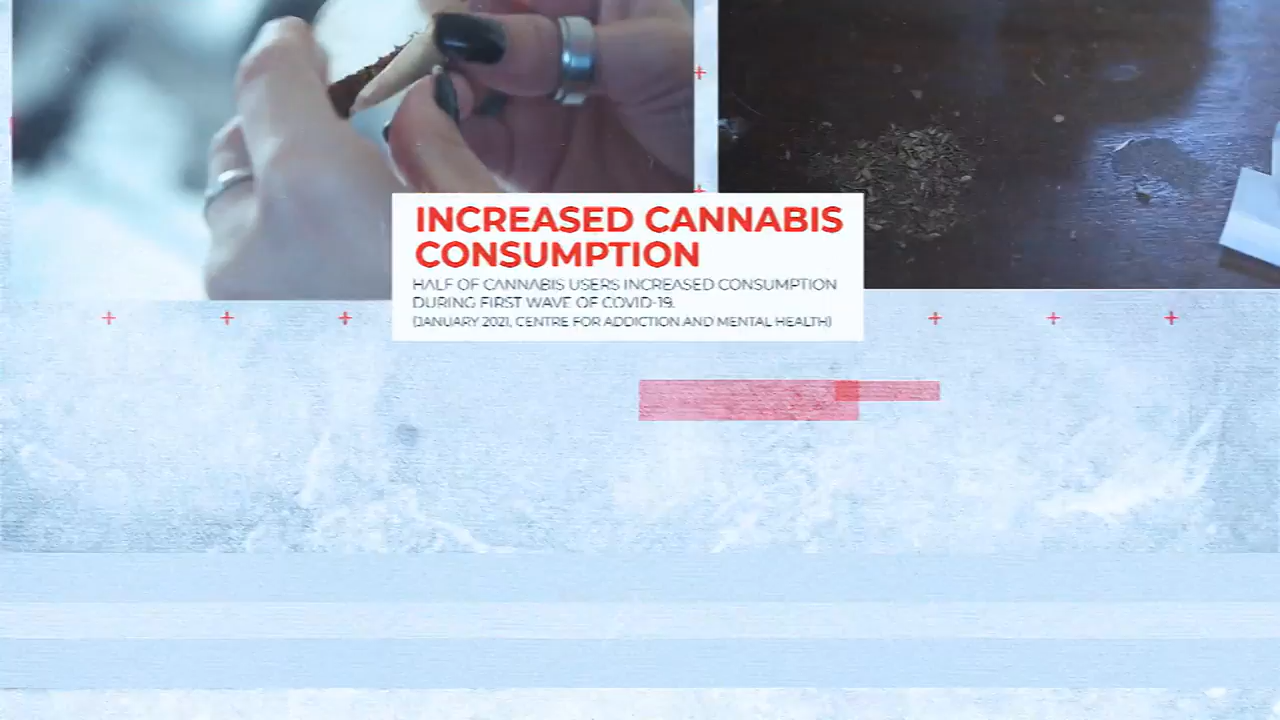 INCREASED CANNABIS
CONSUMPTION
HALF OF CANNABIS USERS INCREASED CONSUMPTION
DURING FIRST WAVE OF COVID-19.
(JANUARY 2021, CENTRE FOR ADDICTION AND MENTAL HEALTH)